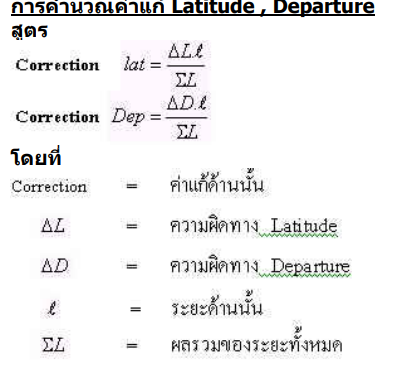 การคำนวณค่าแก้ Latitude , Departure
สูตร
Correction lat = ΔL.ℓ / ΣL
Correction Dep = ΔD.ℓ / ΣL
โดยที่
Correction = ค่าแก้ด้านนั้น
ΔL = ความผิดทาง Latitude
ΔD = ความผิดทาง Departure
ℓ = ระยะด้านนั้น
ΣL = ผลรวมของระยะทั้งหมด